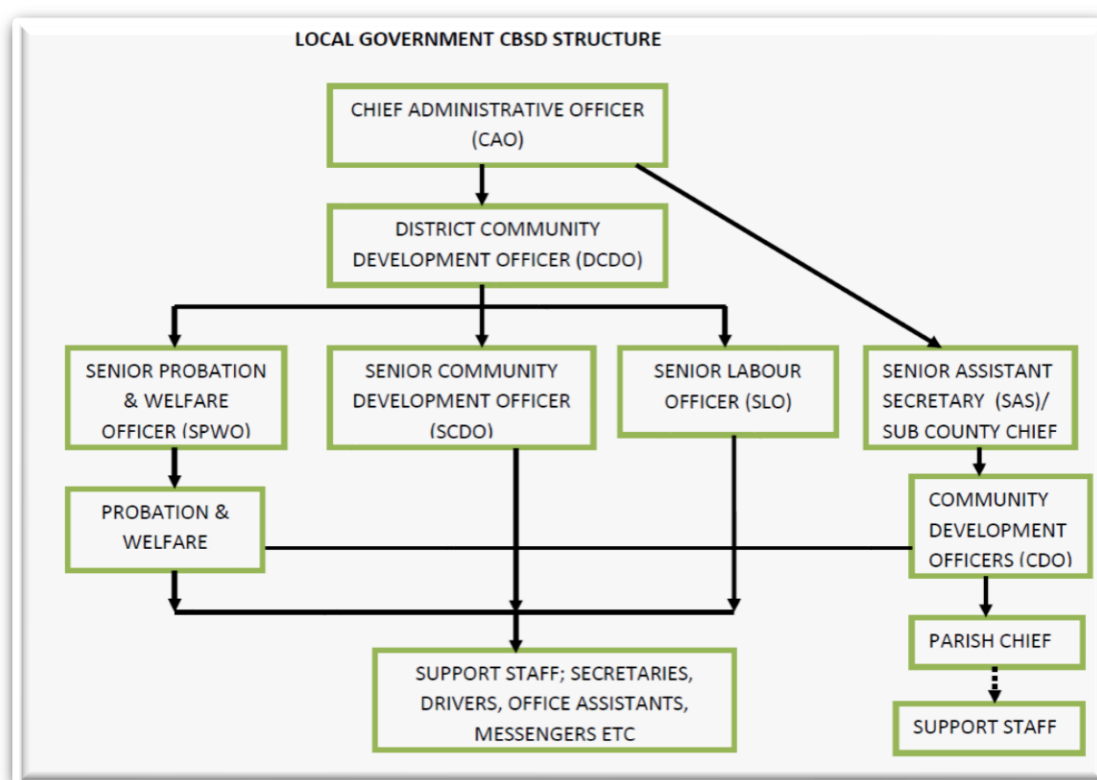 LOCAL GOVERNMENT CBSD STRUCTURE
CHIEF ADMINISTRATIVE OFFICER
(CAO)
DISTRICT COMMUNITY
DEVELOPMENT OFFICER (DCDO)
SENIOR PROBATION
& WELFARE
OFFICER (SPWO)
SENIOR COMMUNITY
DEVELOPMENT OFFICER
(SCDO)
SENIOR LABOUR
OFFICER (SLO)
SENIOR ASSISTANT
SECRETARY (SAS)/
SUB COUNTY CHIEF
PROBATION &
WELFARE
COMMUNITY
DEVELOPMENT
OFFICERS (CDO)
PARISH CHIEF
SUPPORT STAFF; SECRETARIES,
DRIVERS, OFFICE ASSISTANTS,
MESSENGERS ETC
SUPPORT STAFF